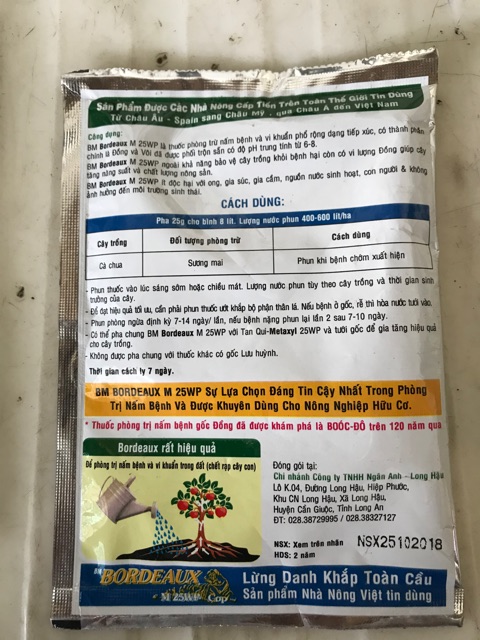 Sản Phẩm Được Các Nhà Nông Cấp Tiến Trên Toàn Thế Giới Tin Dùng
Từ Châu Âu - Spain sang Châu Mỹ - qua Châu Á đến Việt Nam
Công dụng:
BM Bordeaux M 25WP là thuốc phòng trừ nấm bệnh và vi khuẩn phổ rộng dạng tiếp xúc, có thành phần
chính là Đồng và Vôi đã được phối trộn sẵn có độ pH trung tính từ 6-8.
BM Bordeaux M 25WP ngoài khả năng bảo vệ cây trồng khỏi bệnh hại còn có vi lượng Đồng giúp cây
tăng năng suất và chất lượng nông sản.
BM Bordeaux M 25WP ít độc hại với ong, gia súc, gia cầm, nguồn nước sinh hoạt, con người & không
ảnh hưởng đến môi trường sinh thái.
CÁCH DÙNG:
Pha 25g cho bình 8 lít. Lượng nước phun 400-600 lít/ha
Cây trồng Đối tượng phòng trừ Cách dùng
Cà chua Sương mai Phun khi bệnh chớm xuất hiện
- Phun thuốc vào lúc sáng sớm hoặc chiều mát. Lượng nước phun tùy theo cây trồng và thời gian sinh
trưởng của cây.
- Để đạt hiệu quả tối ưu, cần phải phun thuốc ướt khắp bộ phận thân lá. Nếu bệnh ở gốc, rễ thì hòa nước tưới vào.
- Phun phòng ngừa định kỳ 7-14 ngày/ lần, nếu bệnh nặng phun lại lần 2 sau 7-10 ngày.
- Có thể pha chung BM Bordeaux M 25WP với Tan Qui-Metaxyl 25WP và tưới gốc để gia tăng hiệu quả
cho cây trồng.
- Không được pha chung với thuốc khác có gốc Lưu huỳnh.
Thời gian cách ly 7 ngày.
BM BORDEAUX M 25WP Sự Lựa Chọn Đáng Tin Cậy Nhất Trong Phòng
Trị Nấm Bệnh Và Được Khuyên Dùng Cho Nông Nghiệp Hữu Cơ.
* Thuốc phòng trị nấm bệnh gốc Đồng đã được khám phá là BOÓC-ĐÔ trên 120 năm qua
Bordeaux rất hiệu quả
Để phòng trị nấm bệnh và vi khuẩn trong đất (chết rạp cây con)
Đóng gói tại:
Chi nhánh Công ty TNHH Ngân Anh - Long Hậu
Lô K.04, Đường Long Hậu, Hiệp Phước,
Khu CN Long Hậu, Xã Long Hậu,
Huyện Cần Giuộc, Tỉnh Long An
ĐT: 028.38729995 / 028.38327127
NSX: Xem trên nhãn NSX25102018
HDS: 2 năm
BM BORDEAUX
M 25WP Cop
Lừng Danh Khắp Toàn Cầu
Sản phẩm Nhà Nông Việt tin dùng